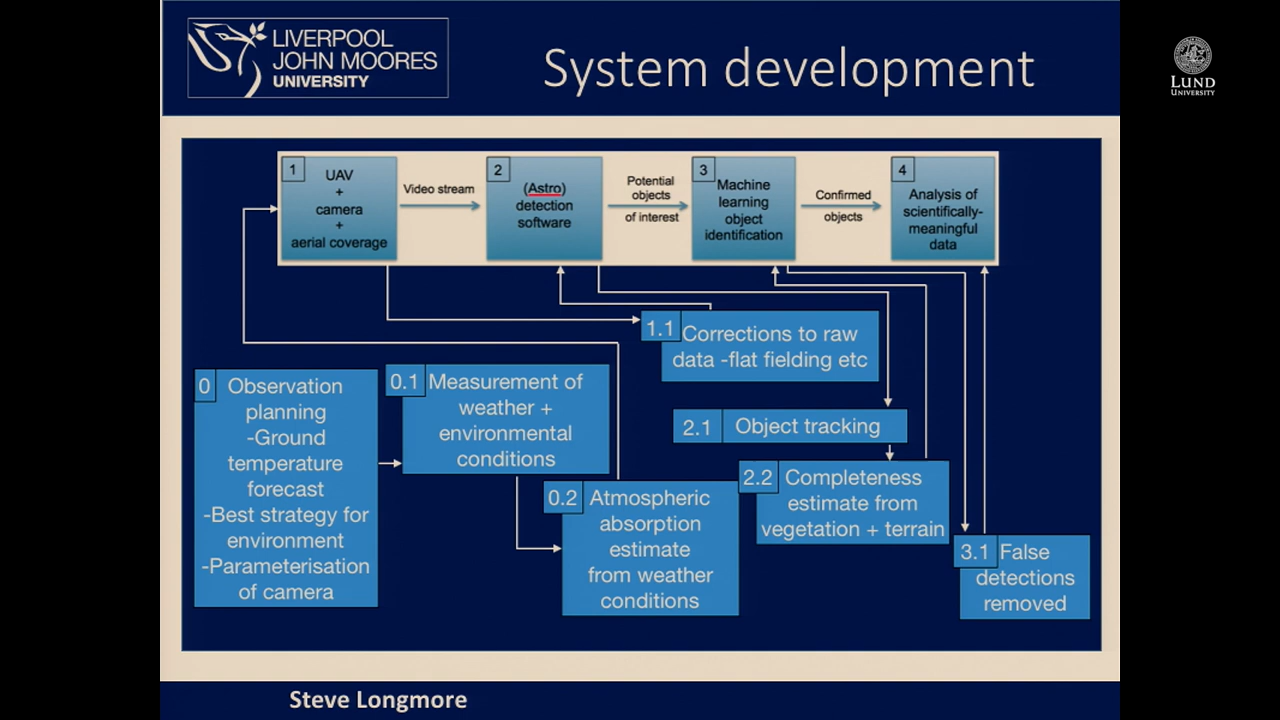 LIVERPOOL
JOHN MOORES
UNIVERSITY
System development
LUND
UNIVERSITY
1
UAV
+
camera
+
aerial coverage
Video stream
2
(Astro)
detection
software
Potential
objects
of interest
3
Machine
learning
object
identification
Confirmed
objects
4
Analysis of
scientifically-
meaningful
data
1.1
Corrections to raw
data -flat fielding etc
0
Observation
planning
-Ground
temperature
forecast
-Best strategy for
environment
-Parameterisation
of camera
0.1
Measurement of
weather +
environmental
conditions
0.2
Atmospheric
absorption
estimate
from weather
conditions
2.1
Object tracking
2.2
Completeness
estimate from
vegetation + terrain
3.1
False
detections
removed
Steve Longmore